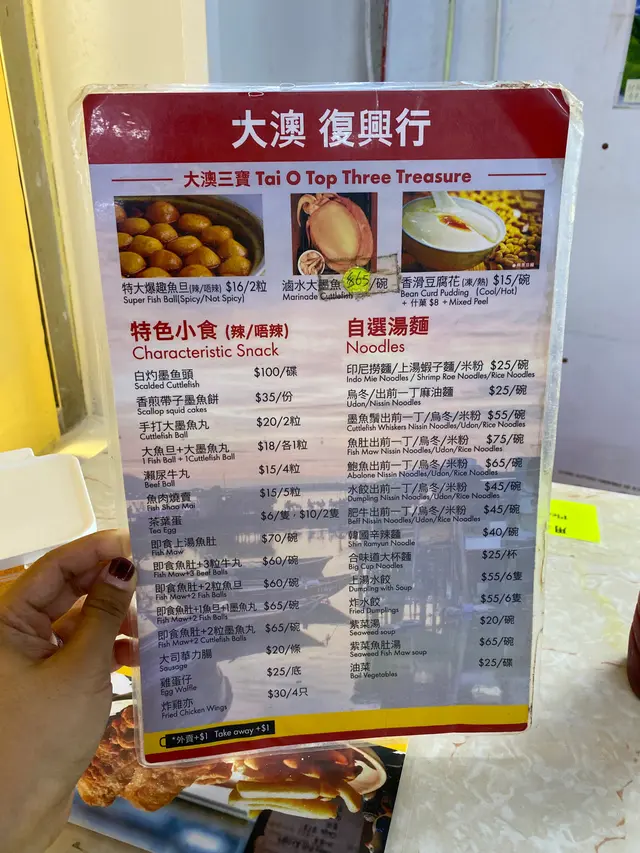 大澳 復興行
大澳三寶 Tai O Top Three Treasure
特大爆趣魚旦(辣/唔辣) $16/2粒
Super Fish Ball(Spicy/Not Spicy)
滷水大墨魚 $65/碗
Marinade Cuttlefish
香滑豆腐花(凍/熱) $15/碗
Bean Curd Pudding (Cool/Hot)
+ 什菓 $8 +Mixed Peel
特色小食 (辣/唔辣)
Characteristic Snack
白灼墨魚頭 $100/碟
Scalded Cuttlefish
香煎帶子墨魚餅 $35/份
Scallop squid cakes
手打大墨魚丸 $20/2粒
Cuttlefish Ball
大魚旦+大墨魚丸 $18/各1粒
1 Fish Ball + 1Cuttlefish Ball
瀨尿牛丸 $15/4粒
Beef Ball
魚肉燒賣 $15/5粒
Fish Shao Mai
茶葉蛋 $6/隻，$10/2隻
Tea Egg
即食上湯魚肚 $70/碗
Fish Maw
即食魚肚+3粒牛丸 $60/碗
Fish Maw+3 Beef Balls
即食魚肚+2粒魚旦 $60/碗
Fish Maw+2 Fish Balls
即食魚肚+1魚旦+1墨魚丸 $65/碗
Fish Maw+2 Fish Balls
即食魚肚+2粒墨魚丸 $65/碗
Fish Maw+2 Cuttlefish Balls
大司華力腸 $20/條
Sausage
雞蛋仔 $25/底
Egg Waffle
炸雞亦 $30/4只
Fried Chicken Wings
自選湯麵
Noodles
印尼撈麵/上湯蝦子麵/米粉 $25/碗
Indo Mie Noodles / Shrimp Roe Noodles/Rice Noodles
烏冬/出前一丁麻油麵 $25/碗
Udon/Nissin Noodles
墨魚鬚出前一丁/烏冬/米粉 $55/碗
Cuttlefish Whiskers Nissin Noodles/Udon/Rice Noodles
魚肚出前一丁/烏冬/米粉 $75/碗
Fish Maw Nissin Noodles/Udon/Rice Noodles
鮑魚出前一丁/烏冬/米粉 $65/碗
Abalone Nissin Noodles/Udon/Rice Noodles
水餃出前一丁/烏冬/米粉 $45/碗
Dumpling Nissin Noodles/Udon/Rice Noodles
肥牛出前一丁/烏冬/米粉 $45/碗
Beff Nissin Noodles/Udon/Rice Noodles
韓國辛辣麵 $40/碗
Shin Ramyun Noodle
合味道大杯麵 $25/杯
Big Cup Noodles
上湯水餃 $55/6隻
Dumpling with Soup
炸水餃 $55/6隻
Fried Dumplings
紫菜湯 $20/碗
Seaweed soup
紫菜魚肚湯 $65/碗
Seaweed Fish Maw soup
油菜 $25/碟
Boil Vegetables
*外賣+$1 Take away +$1